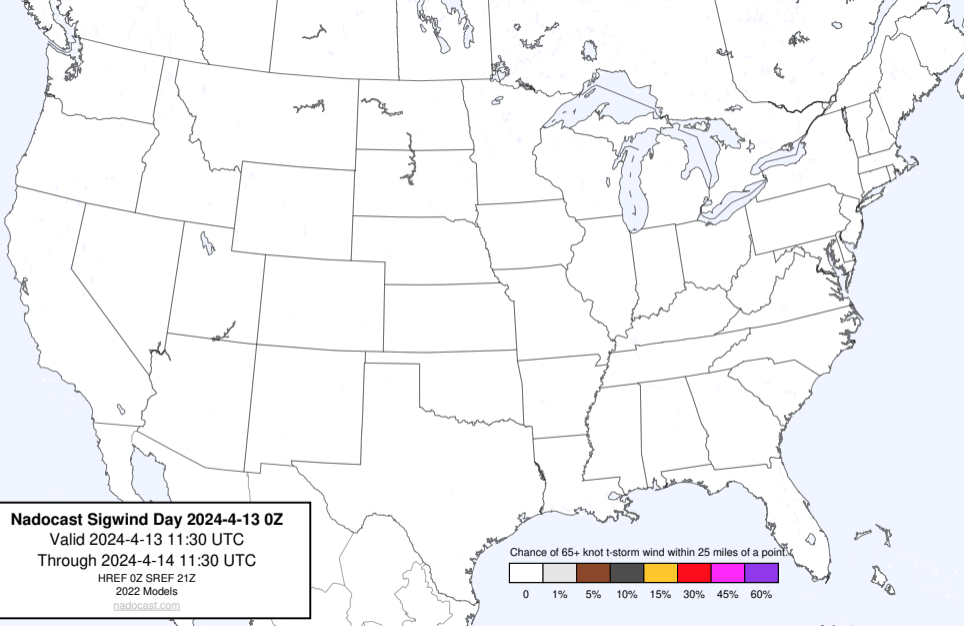 Nadocast Sigwind Day 2024-4-13 0Z
Valid 2024-4-13 11:30 UTC
Through 2024-4-14 11:30 UTC
HREF 0Z SREF 21Z
2022 Models
nadocast.com
Chance of 65+ knot t-storm wind within 25 miles of a point.
0 1% 5% 10% 15% 30% 45% 60%